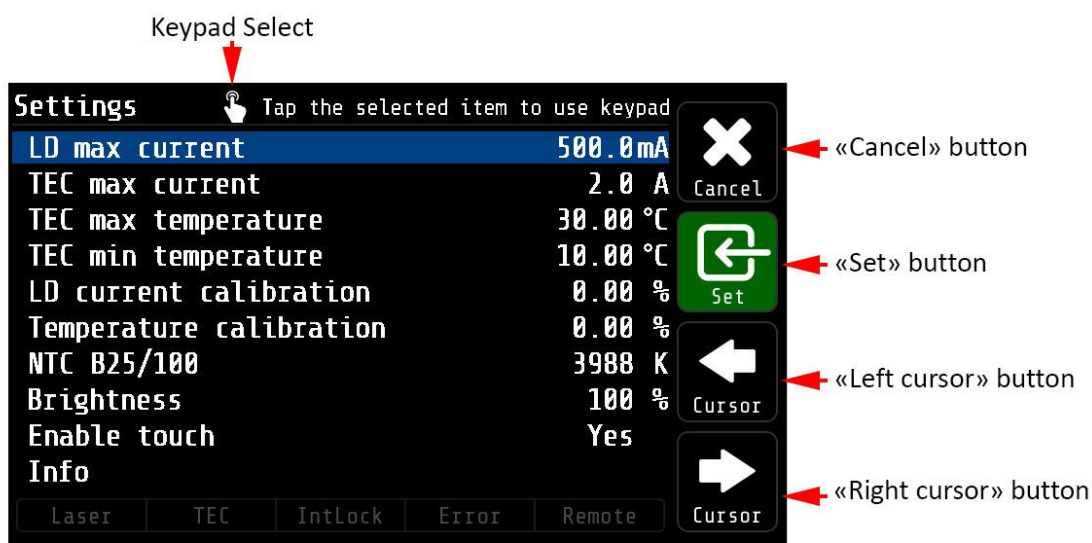 Keypad Select
Settings Tap the selected item to use keypad
LD max current 500.0 mA
TEC max current 2.0 A
TEC max temperature 30.00 °C
TEC min temperature 10.00 °C
LD current calibration 0.00 %
Temperature calibration 0.00 %
NTC B25/100 3988 K
Brightness 100 %
Enable touch Yes
Info
Laser TEC IntLock Error Remote
Cancel
Set
Cursor
Cursor
«Cancel» button
«Set» button
«Left cursor» button
«Right cursor» button